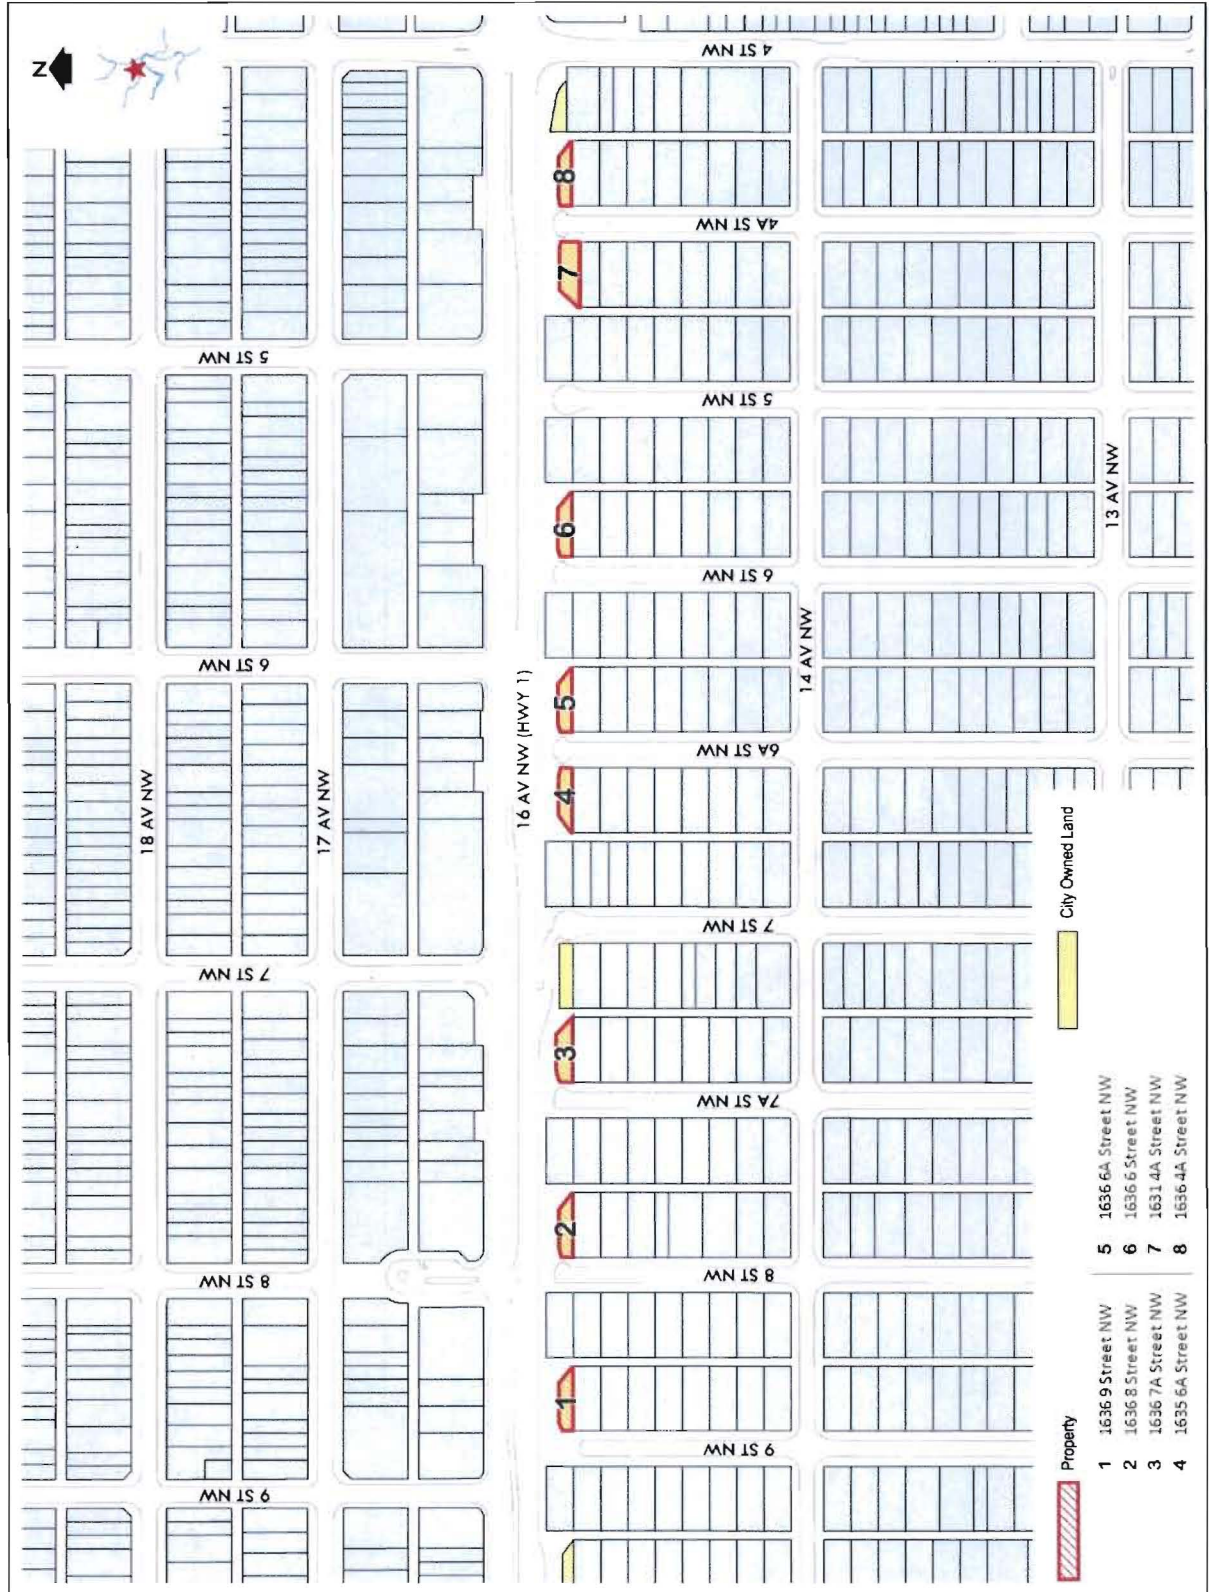 N
18 AV NW
17 AV NW
16 AV NW (HWY 1)
14 AV NW
13 AV NW
9 ST NW
8 ST NW
7 ST NW
6 ST NW
5 ST NW
9 ST NW
8 ST NW
7A ST NW
7 ST NW
6A ST NW
6 ST NW
5 ST NW
4A ST NW
4 ST NW
1
2
3
4
5
6
7
8
Property
City Owned Land
1 1636 9 Street NW
2 1636 8 Street NW
3 1636 7A Street NW
4 1635 6A Street NW
5 1636 6A Street NW
6 1636 6 Street NW
7 1631 4A Street NW
8 1636 4A Street NW